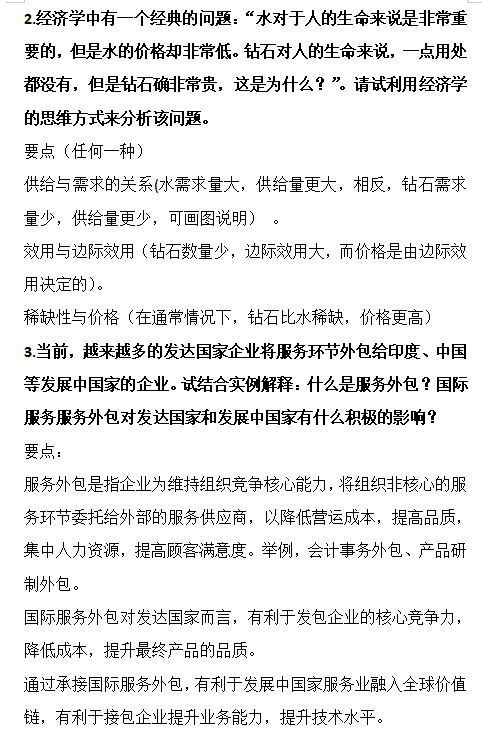 2.经济学中有一个经典的问题：“水对于人的生命来说是非常重
要的，但是水的价格却非常低。钻石对人的生命来说，一点用处
都没有，但是钻石确非常贵，这是为什么？”。请试利用经济学
的思维方式来分析该问题。
要点（任何一种）
供给与需求的关系(水需求量大，供给量更大，相反，钻石需求
量少，供给量更少，可画图说明） 。
效用与边际效用（钻石数量少，边际效用大，而价格是由边际效
用决定的）。
稀缺性与价格（在通常情况下，钻石比水稀缺，价格更高）
3.当前，越来越多的发达国家企业将服务环节外包给印度、中国
等发展中国家的企业。试结合实例解释：什么是服务外包？国际
服务服务外包对发达国家和发展中国家有什么积极的影响？
要点：
服务外包是指企业为维持组织竞争核心能力，将组织非核心的服
务环节委托给外部的服务供应商，以降低营运成本，提高品质，
集中人力资源，提高顾客满意度。举例，会计事务外包、产品研
制外包。
国际服务外包对发达国家而言，有利于发包企业的核心竞争力，
降低成本，提升最终产品的品质。
通过承接国际服务外包，有利于发展中国家服务业融入全球价值
链，有利于接包企业提升业务能力，提升技术水平。